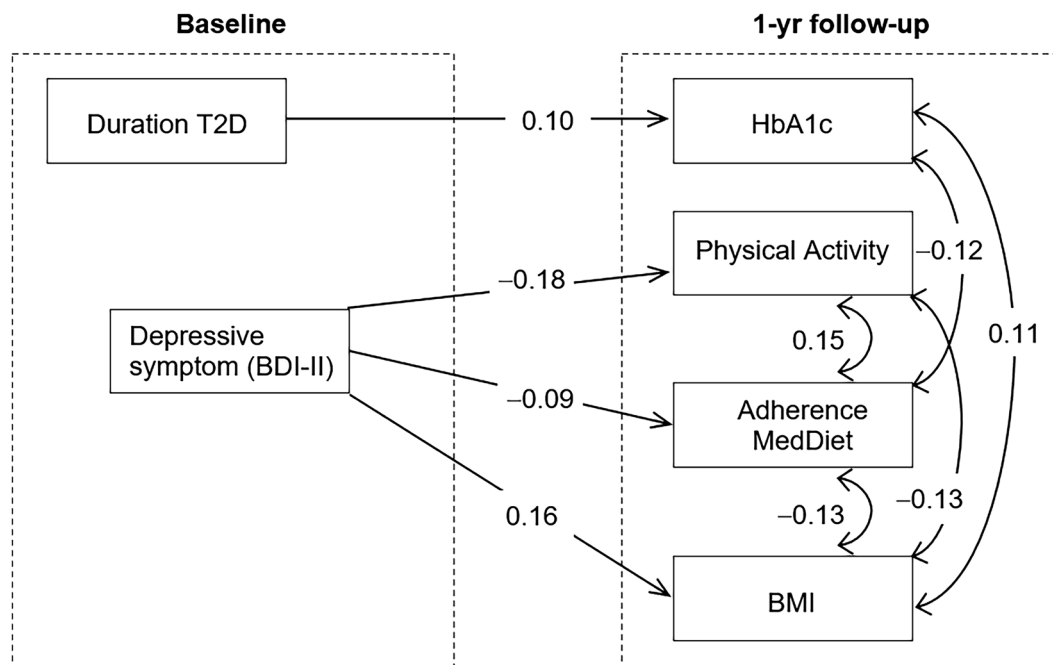 Baseline
1-yr follow-up
Duration T2D
0.10
HbA1c
Physical Activity
−0.12
−0.18
Depressive
symptom (BDI-II)
0.15
0.11
−0.09
Adherence
MedDiet
0.16
−0.13
−0.13
BMI